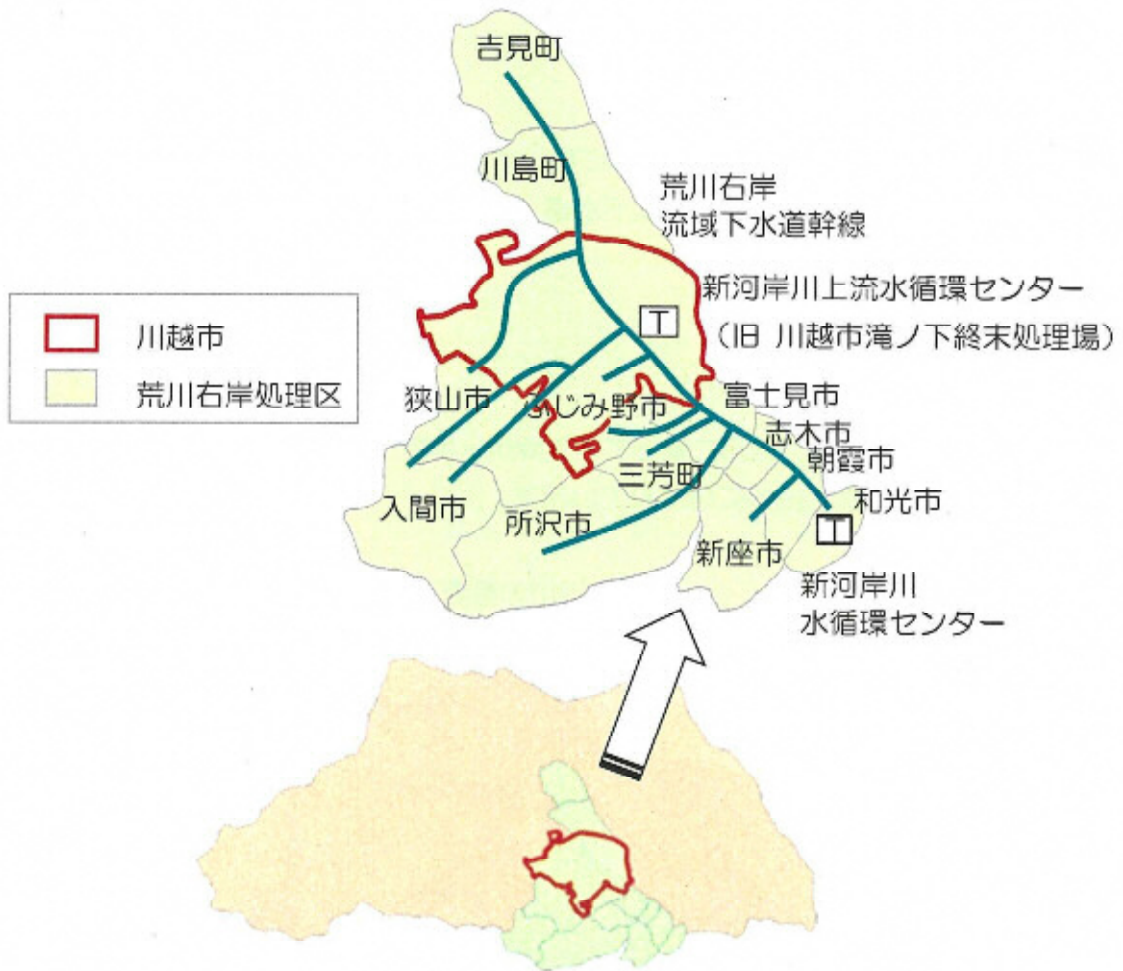 吉見町
川島町
荒川右岸
流域下水道幹線
新河岸川上流水循環センター
（旧 川越市滝ノ下終末処理場）
T
川越市
荒川右岸処理区
狭山市
ふじみ野市
富士見市
志木市
朝霞市
三芳町
和光市
入間市
所沢市
新座市
T
新河岸川
水循環センター